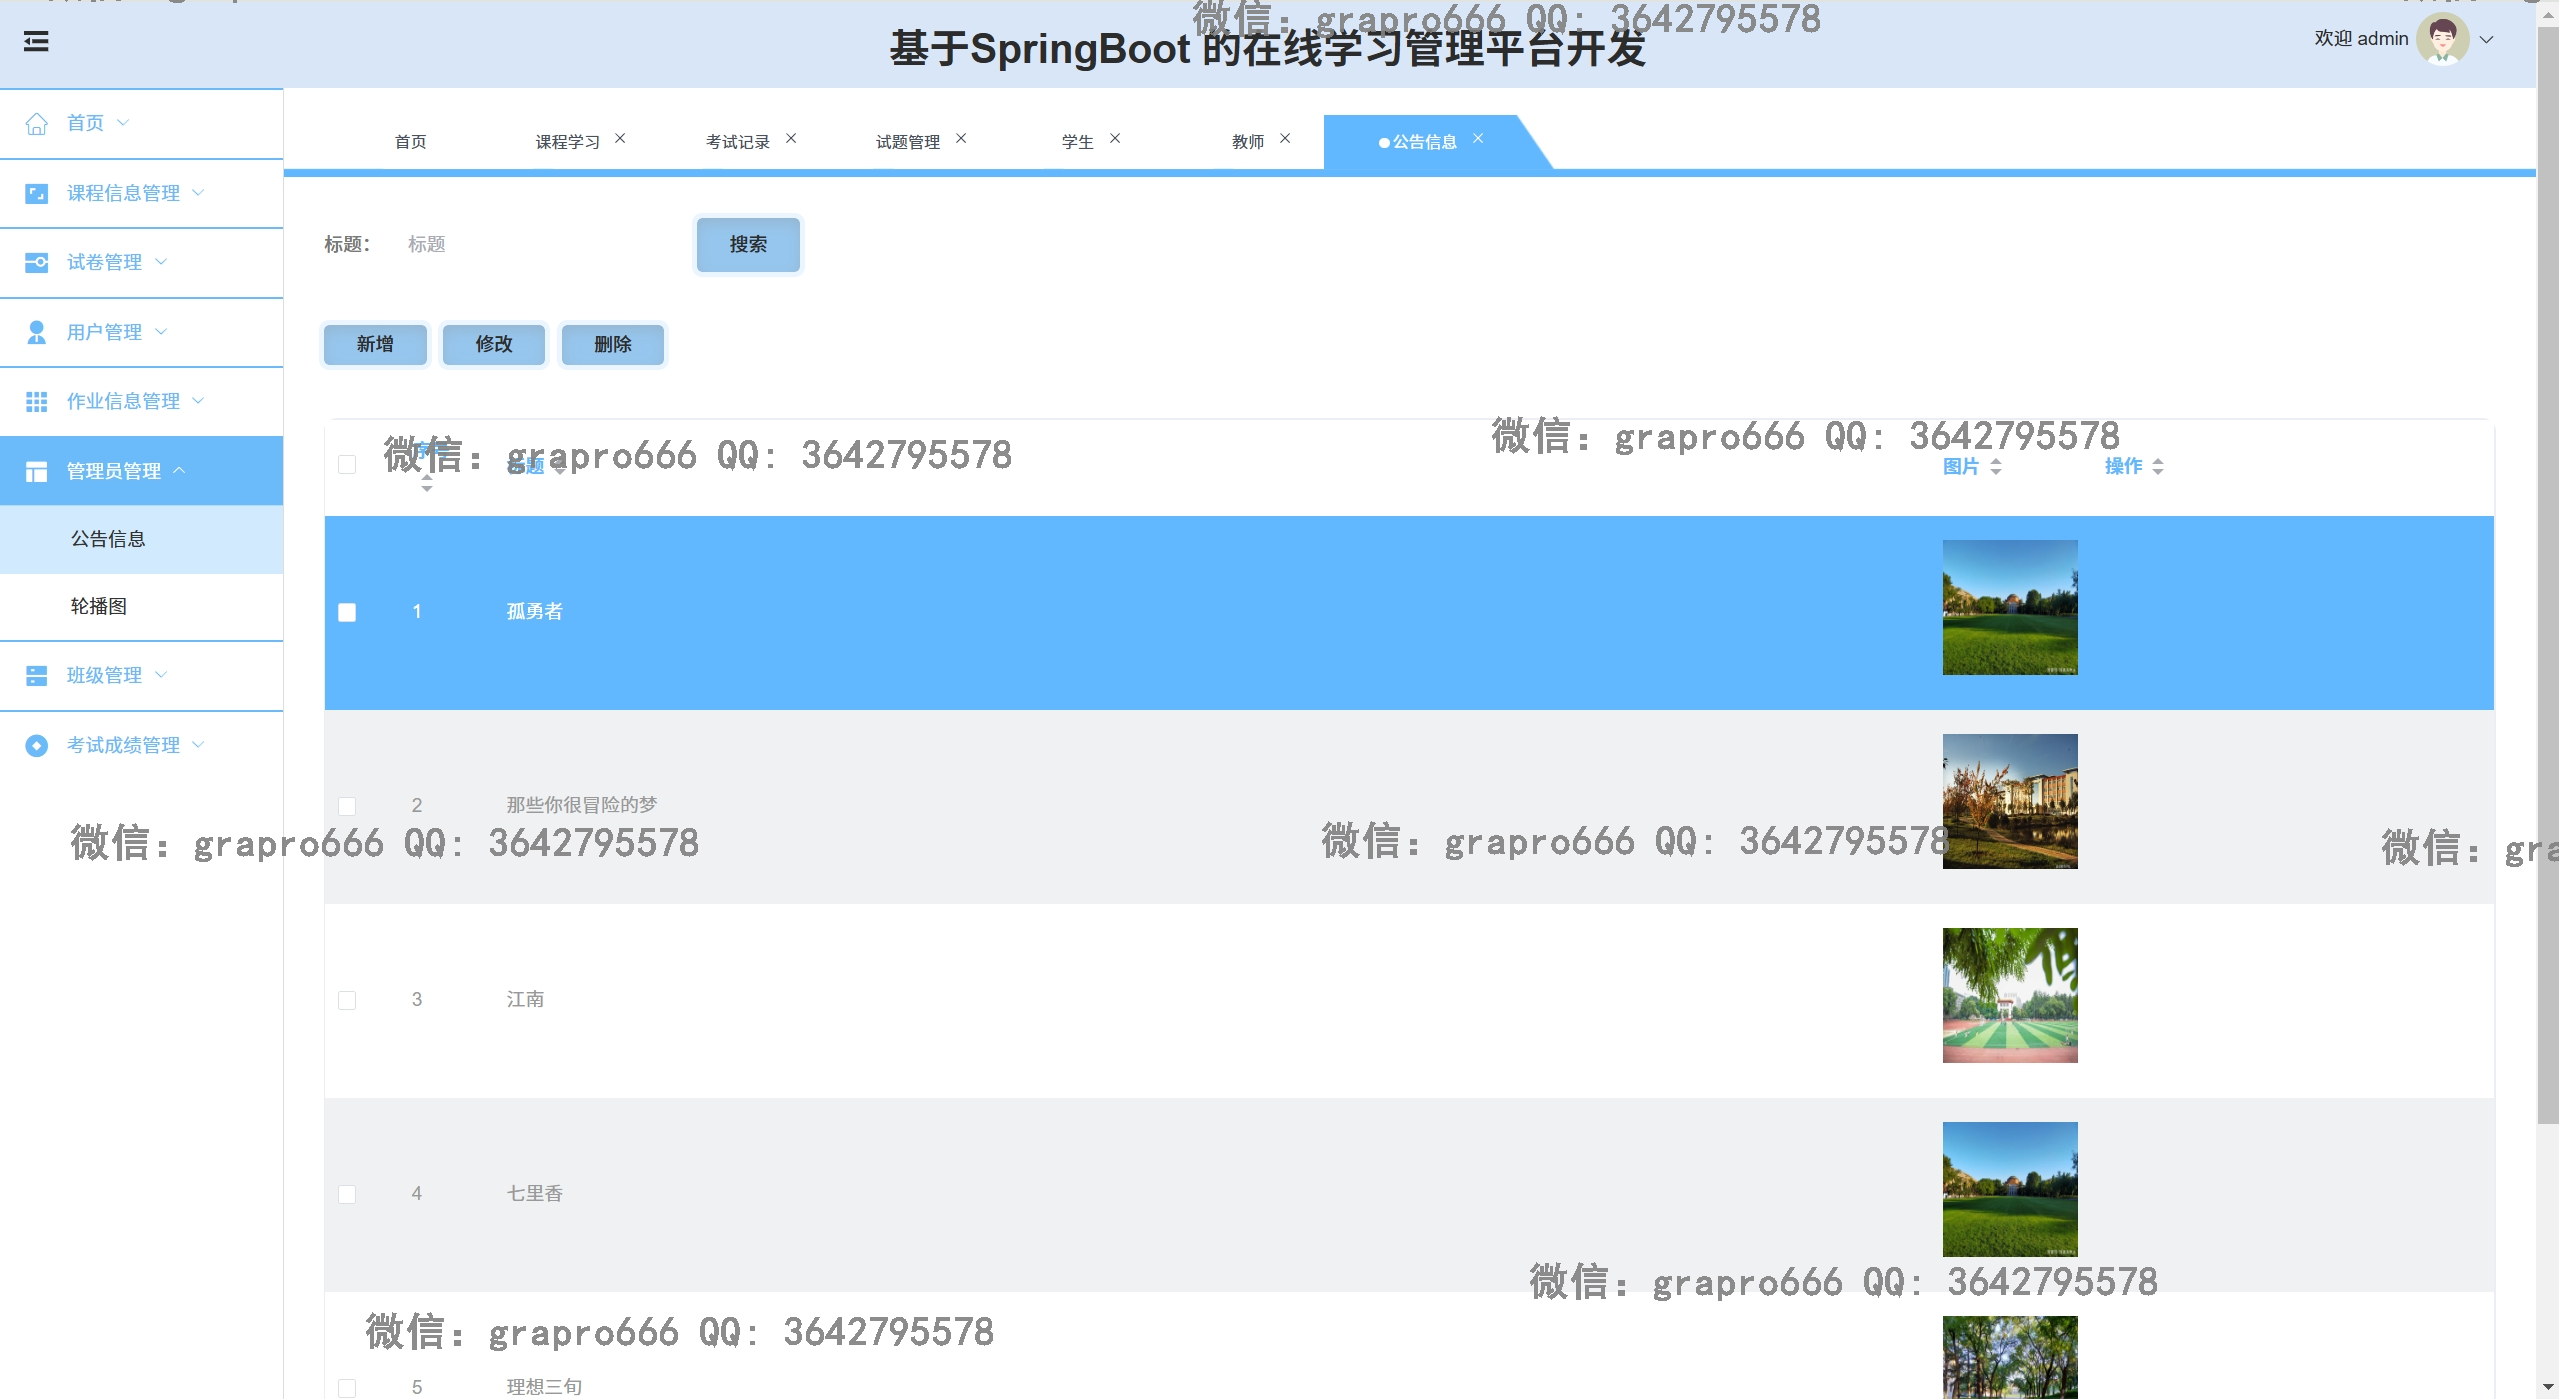 微信: grapro666 QQ: 3642795578
基于SpringBoot 的在线学习管理平台开发
欢迎 admin
首页
课程信息管理
试卷管理
用户管理
作业信息管理
管理员管理
公告信息
轮播图
班级管理
考试成绩管理
首页 课程学习 考试记录 试题管理 学生 教师 公告信息
标题: 标题 搜索
新增 修改 删除
微信: grapro666 QQ: 3642795578
微信: grapro666 QQ: 3642795578
图片 操作
1 孤勇者
2 那些你很冒险的梦
微信: grapro666 QQ: 3642795578
微信: grapro666 QQ: 3642795578
微信: gra
3 江南
4 七里香
微信: grapro666 QQ: 3642795578
微信: grapro666 QQ: 3642795578
5 理想三旬